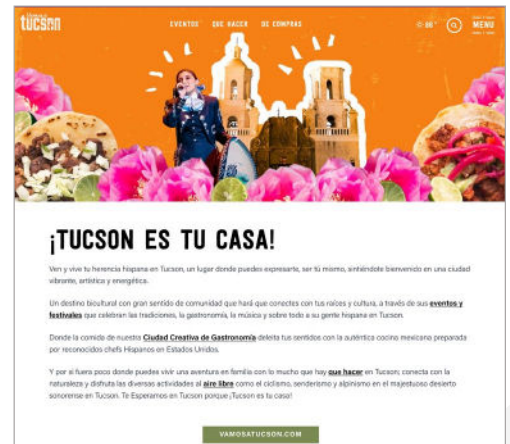 tucson
EVENTOS QUE HACER DE COMPRAS
MENU
¡TUCSON ES TU CASA!
Ven y vive tu herencia hispana en Tucson, un lugar donde puedes expresarte, ser tú mismo, sintiéndote bienvenido en una ciudad
vibrante, artística y energética.
Un destino bicultural con gran sentido de comunidad que hará que conectes con tus raíces y cultura, a través de sus eventos y
festivales que celebran las tradiciones, la gastronomía, la música y sobre todo a su gente hispana en Tucson.
Donde la comida de nuestra Ciudad Creativa de Gastronomía deleita tus sentidos con la auténtica cocina mexicana preparada
por reconocidos chefs Hispanos en Estados Unidos.
Y por si fuera poco donde puedes vivir una aventura en familia con lo mucho que hay que hacer en Tucson; conecta con la
naturaleza y disfruta las diversas actividades al aire libre como el ciclismo, senderismo y alpinismo en el majestuoso desierto
sonorense en Tucson. Te Esperamos en Tucson porque ¡Tucson es tu casa!
VAMOSATUCSON.COM